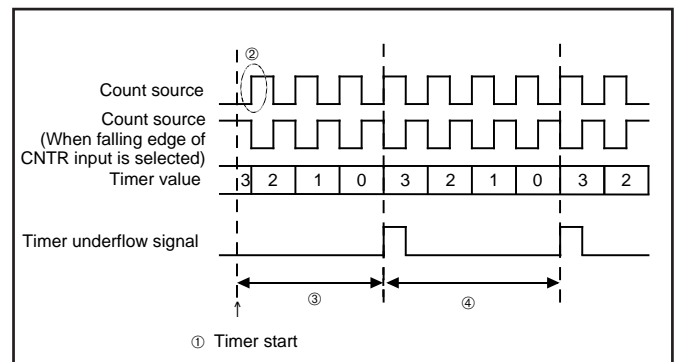 ②
Count source
Count source
(When falling edge of
CNTR input is selected)
Timer value 3 2 1 0 3 2 1 0 3 2
Timer underflow signal
③ ④
① Timer start